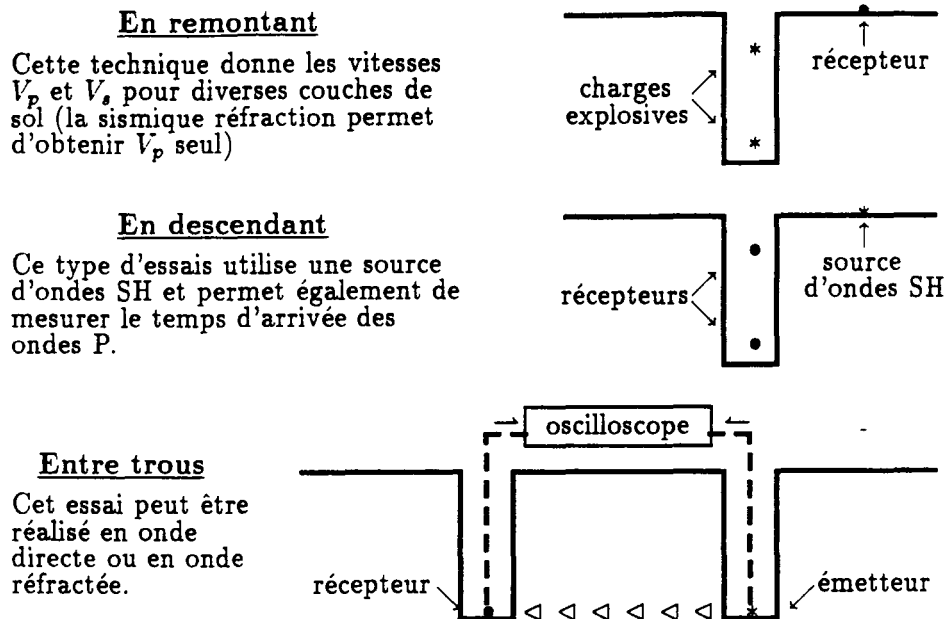 En remontant
Cette technique donne les vitesses
Vp et Vs pour diverses couches de
sol (la sismique réfraction permet
d'obtenir Vp seul)
charges
explosives
récepteur
En descendant
Ce type d'essais utilise une source
d'ondes SH et permet également de
mesurer le temps d'arrivée des
ondes P.
récepteurs
source
d'ondes SH
oscilloscope
Entre trous
Cet essai peut être
réalisé en onde
directe ou en onde
réfractée.
récepteur
émetteur